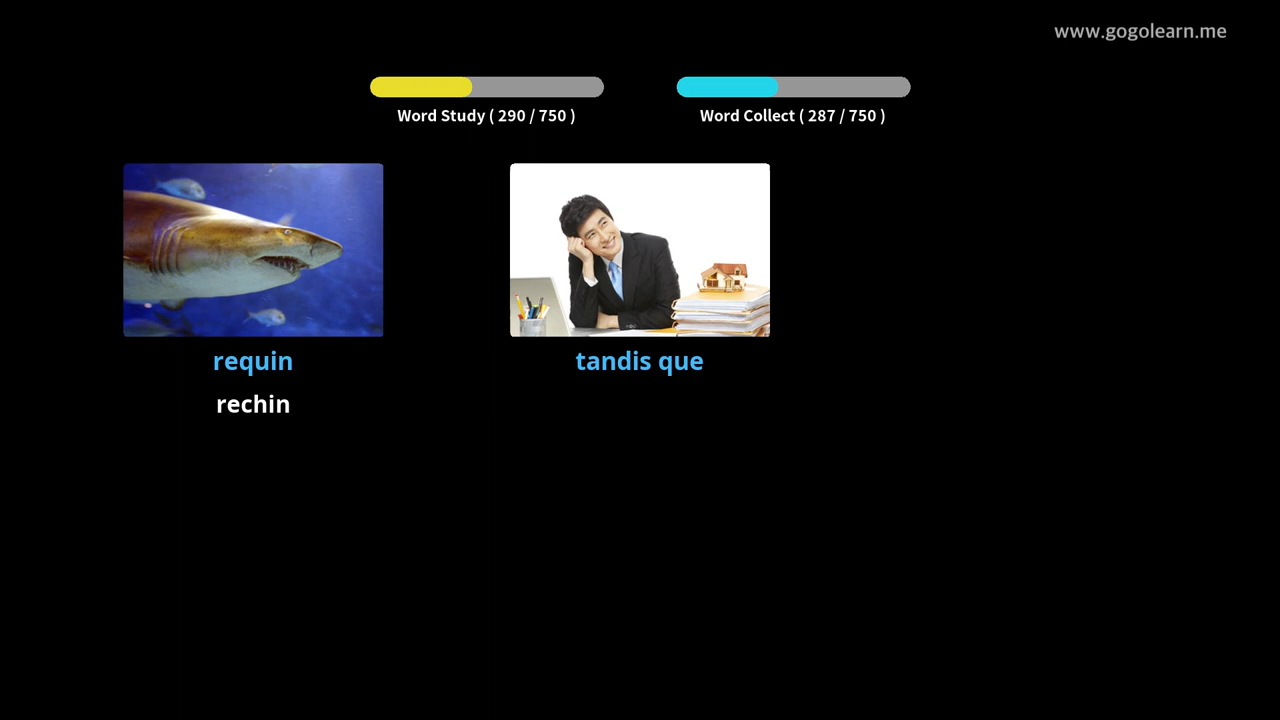 www.gogolearn.me
Word Study ( 290 / 750 )
Word Collect ( 287 / 750 )
requin
tandis que
rechin